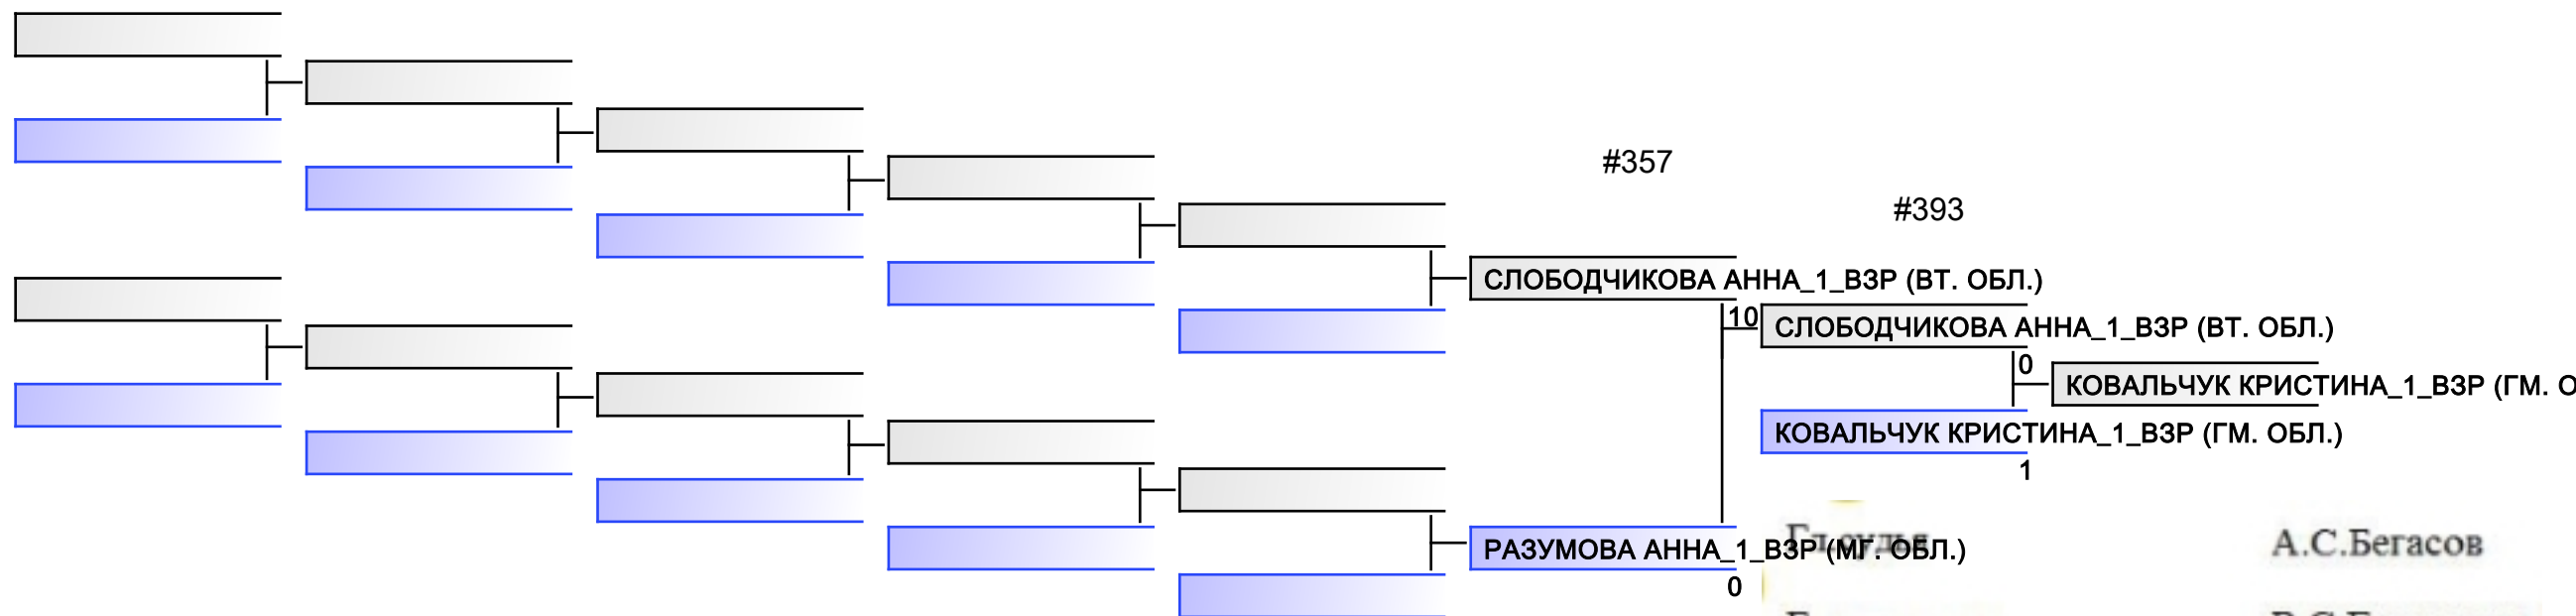 #357
#393
СЛОБОДЧИКОВА АННА_1_ВЗР (ВТ. ОБЛ.)
10
СЛОБОДЧИКОВА АННА_1_ВЗР (ВТ. ОБЛ.)
0
КОВАЛЬЧУК КРИСТИНА_1_ВЗР (ГМ.
КОВАЛЬЧУК КРИСТИНА_1_ВЗР (ГМ. ОБЛ.)
1
РАЗУМОВА АННА_1_ВЗР (МГ. ОБЛ.)
А.С.Бегасов
0